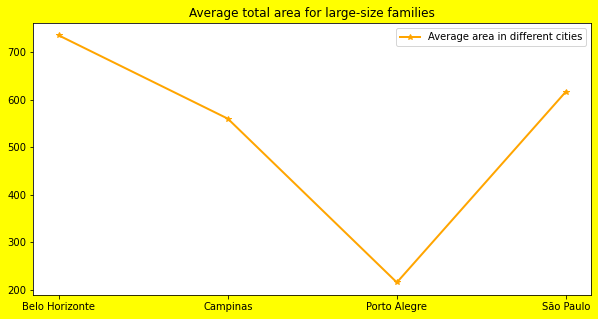 Average total area for large-size families
Average area in different cities
700
600
500
400
300
200
Belo Horizonte
Campinas
Porto Alegre
São Paulo